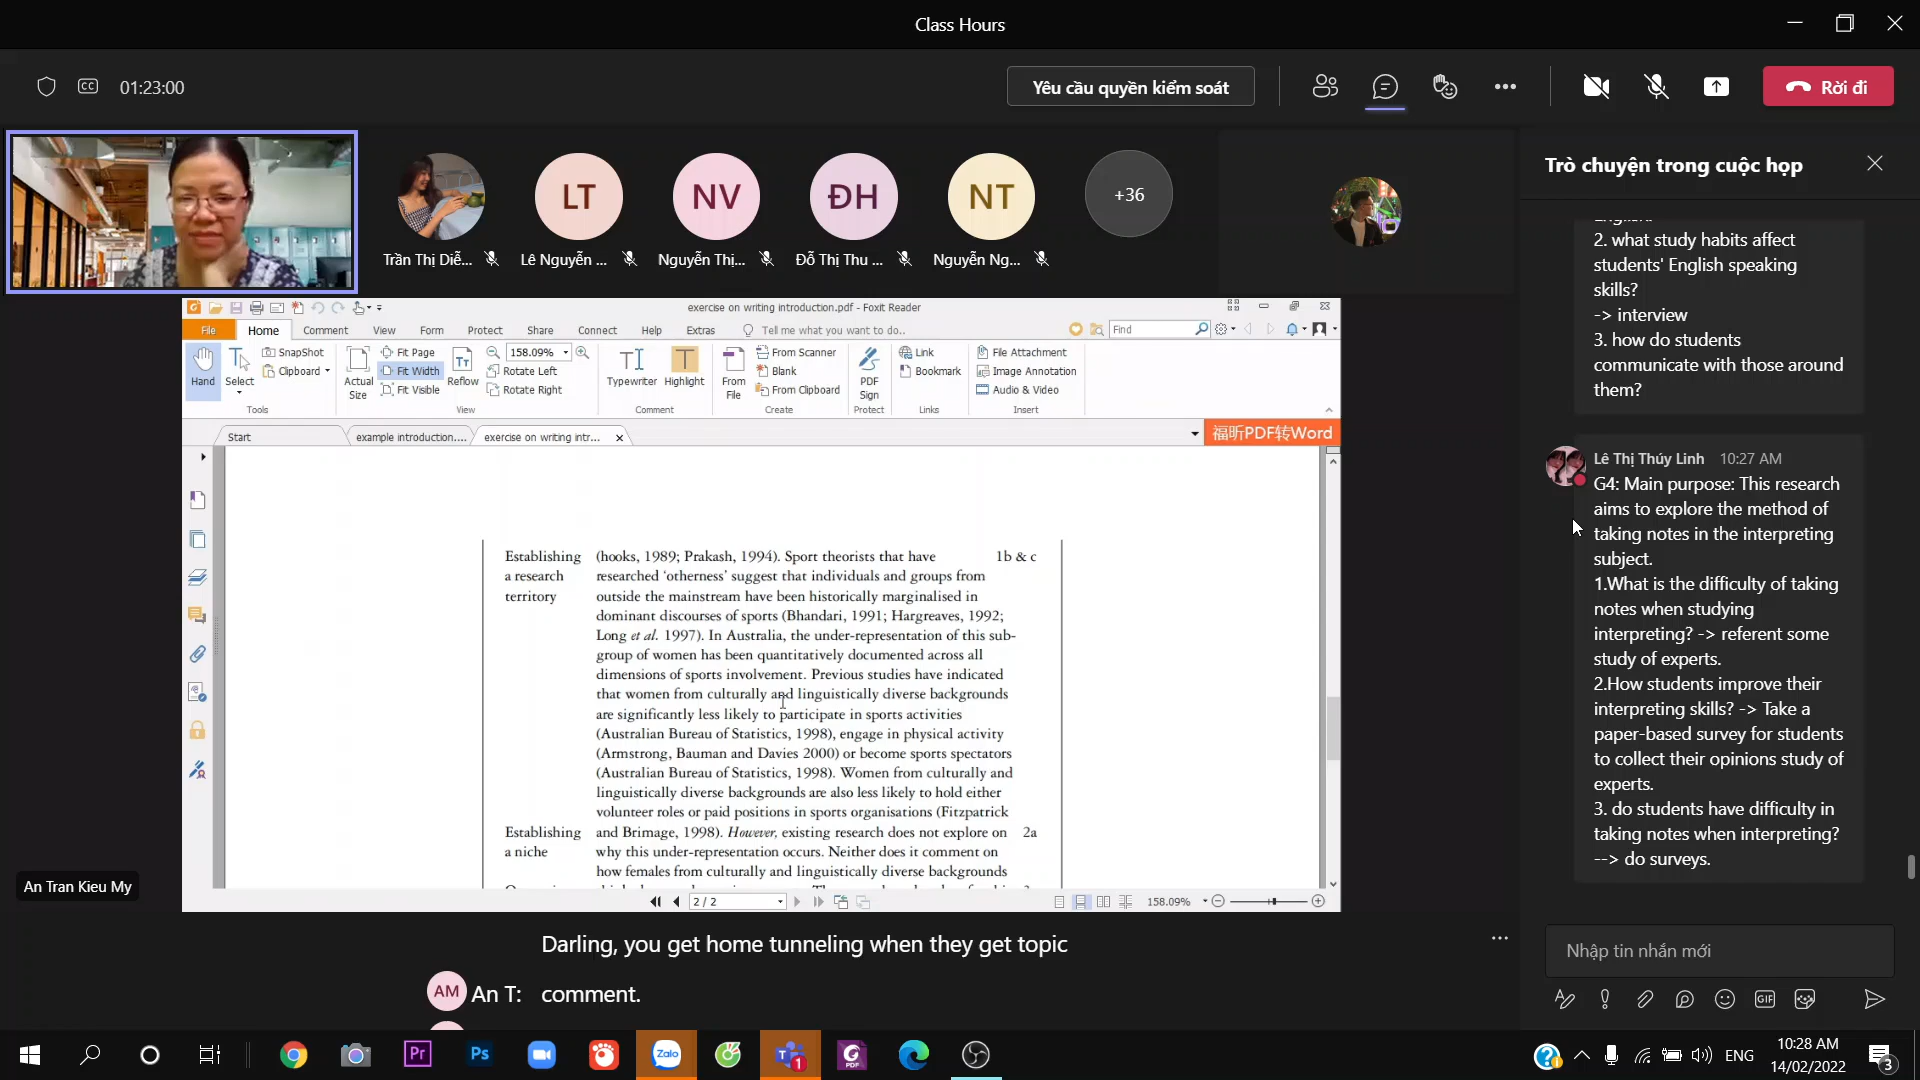 Class Hours
CC
01:23:00
Yêu cầu quyền kiểm soát
Rời đi
LT
NV
ĐH
NT
+36
Trần Thị Diễ...
Lê Nguyễn ...
Nguyễn Thị...
Đỗ Thị Thu ...
Nguyễn Ng...
exercise on writing introduction.pdf - Foxit Reader
File
Home
Comment
View
Form
Protect
Share
Connect
Help
Extras
Tell me what you want to do..
Find
Hand
Select
SnapShot
Clipboard
Tools
Actual
Size
Fit Page
Fit Width
Fit Visible
Reflow
158.09%
Rotate Left
Rotate Right
View
Typewriter
Highlight
Comment
From
File
From Scanner
Blank
From Clipboard
Create
PDF
Sign
Protect
Link
Bookmark
Links
File Attachment
Image Annotation
Audio & Video
Insert
Start
example introduction....
exercise on writing intr...
福昕PDF转Word
Establishing (hooks, 1989; Prakash, 1994). Sport theorists that have 1b & c
a research researched ‘otherness’ suggest that individuals and groups from
territory outside the mainstream have been historically marginalised in
dominant discourses of sports (Bhandari, 1991; Hargreaves, 1992;
Long et al. 1997). In Australia, the under-representation of this sub-
group of women has been quantitatively documented across all
dimensions of sports involvement. Previous studies have indicated
that women from culturally and linguistically diverse backgrounds
are significantly less likely to participate in sports activities
(Australian Bureau of Statistics, 1998), engage in physical activity
(Armstrong, Bauman and Davies 2000) or become sports spectators
(Australian Bureau of Statistics, 1998). Women from culturally and
linguistically diverse backgrounds are also less likely to hold either
volunteer roles or paid positions in sports organisations (Fitzpatrick
Establishing and Brimage, 1998). However, existing research does not explore on 2a
a niche why this under-representation occurs. Neither does it comment on
how females from culturally and linguistically diverse backgrounds
2 / 2
158.09%
An Tran Kieu My
Darling, you get home tunneling when they get topic
AM An T: comment.
Trò chuyện trong cuộc họp
2. what study habits affect
students' English speaking
skills?
-> interview
3. how do students
communicate with those around
them?
Lê Thị Thúy Linh 10:27 AM
G4: Main purpose: This research
aims to explore the method of
taking notes in the interpreting
subject.
1.What is the difficulty of taking
notes when studying
interpreting? -> referent some
study of experts.
2.How students improve their
interpreting skills? -> Take a
paper-based survey for students
to collect their opinions study of
experts.
3. do students have difficulty in
taking notes when interpreting?
--> do surveys.
Nhập tin nhắn mới
GIF
Pr
Ps
Zalo
1
PDF
ENG
10:28 AM
14/02/2022
3